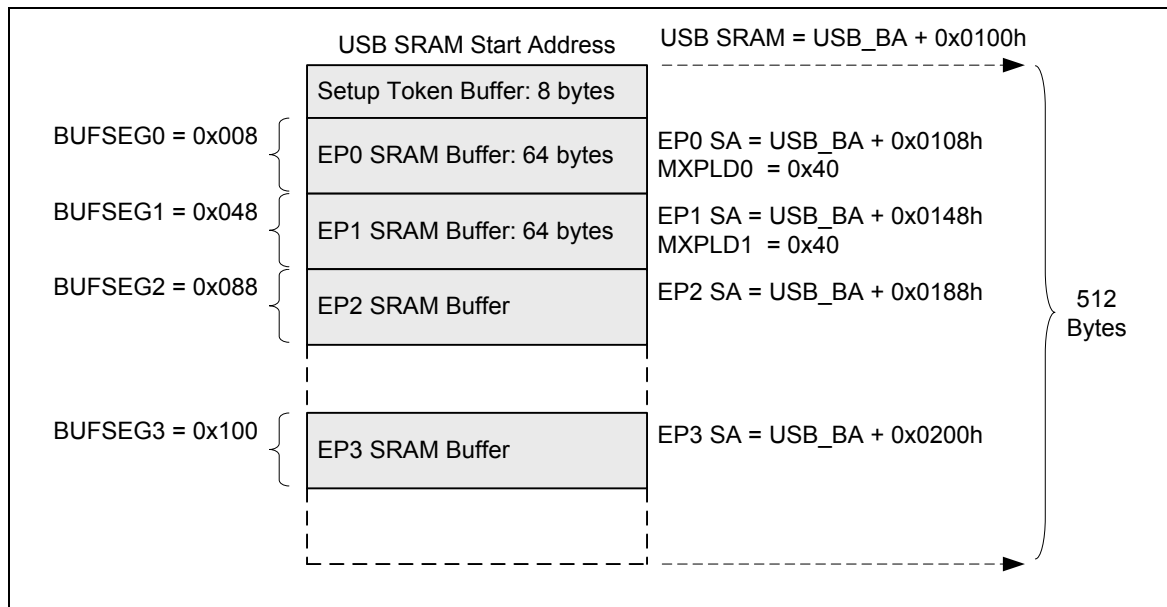 USB SRAM Start Address
USB SRAM = USB_BA + 0x0100h
Setup Token Buffer: 8 bytes
BUFSEG0 = 0x008
EP0 SRAM Buffer: 64 bytes
EP0 SA = USB_BA + 0x0108h
MXPLD0 = 0x40
BUFSEG1 = 0x048
EP1 SRAM Buffer: 64 bytes
EP1 SA = USB_BA + 0x0148h
MXPLD1 = 0x40
BUFSEG2 = 0x088
EP2 SRAM Buffer
EP2 SA = USB_BA + 0x0188h
512
Bytes
BUFSEG3 = 0x100
EP3 SRAM Buffer
EP3 SA = USB_BA + 0x0200h